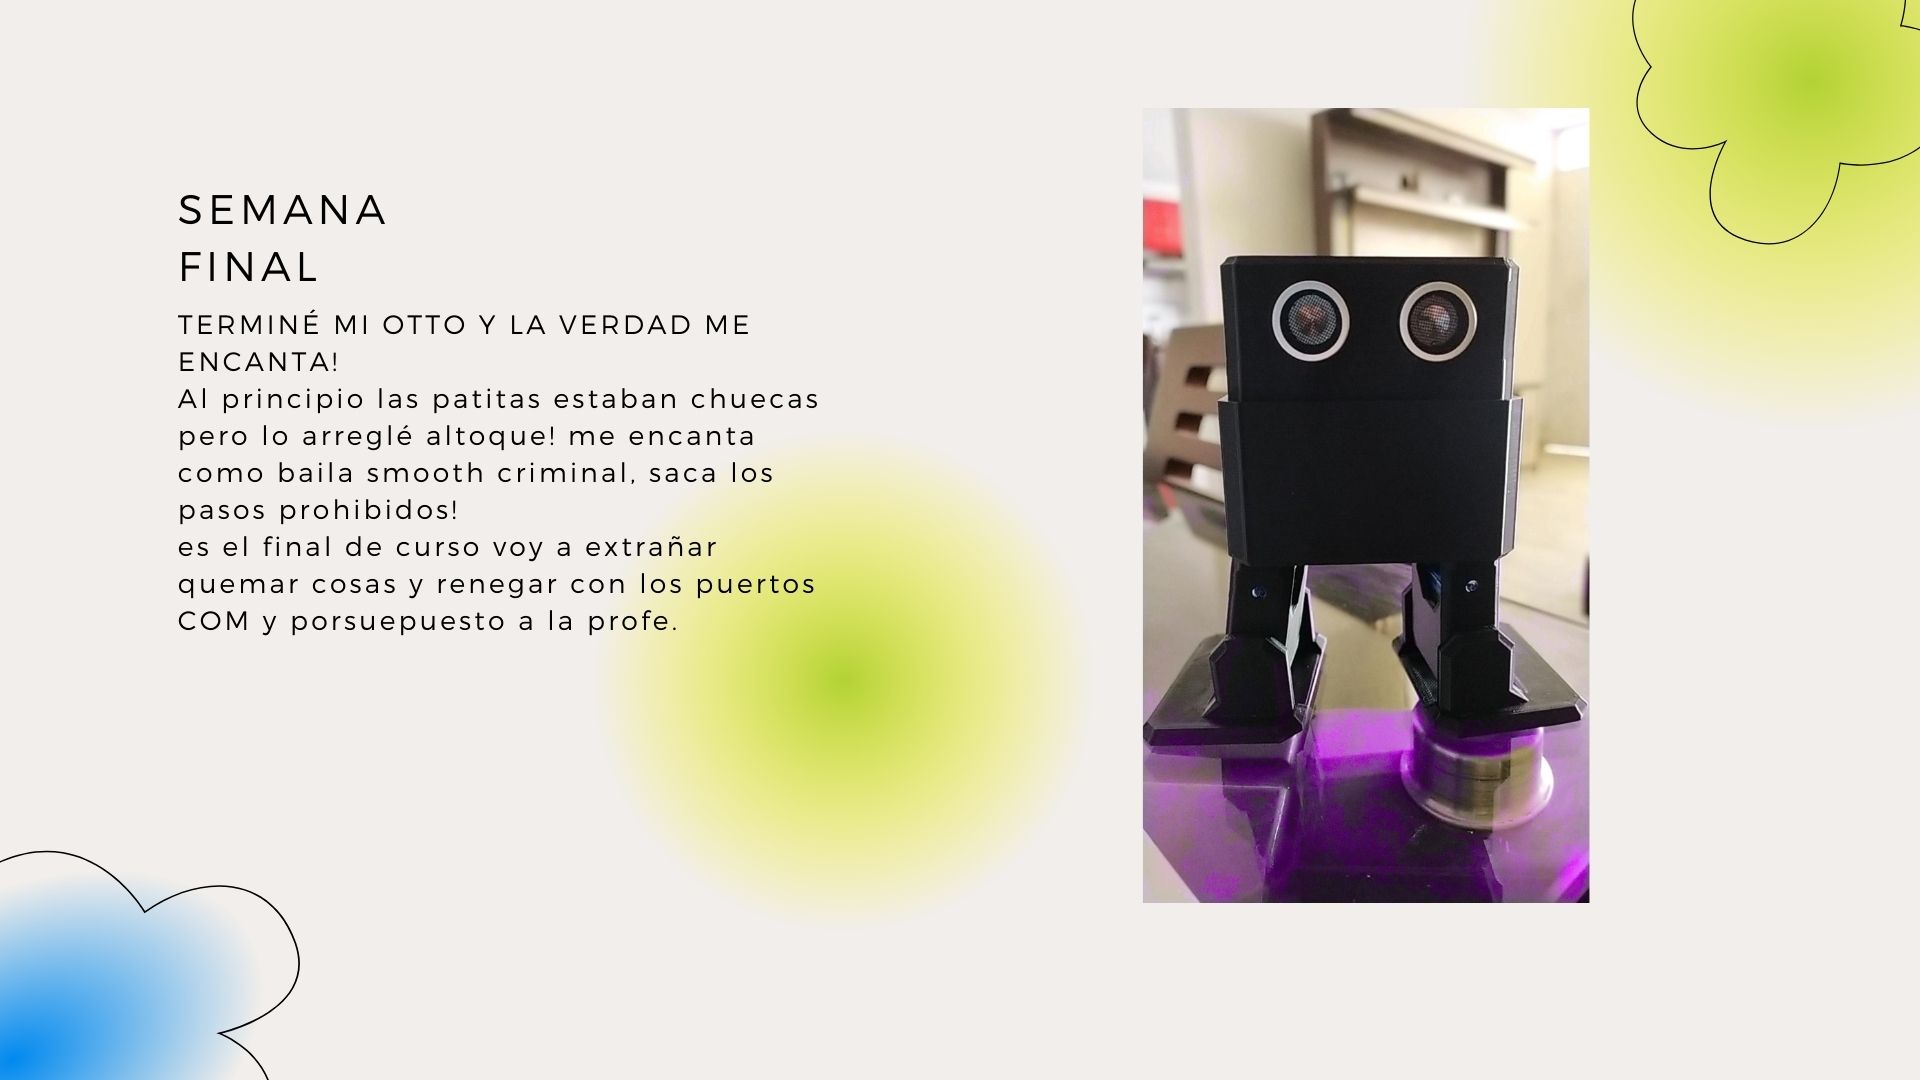 SEMANA
FINAL
TERMINÉ MI OTTO Y LA VERDAD ME
ENCANTA!
Al principio las patitas estaban chuecas
pero lo arreglé altoque! me encanta
como baila smooth criminal, saca los
pasos prohibidos!
es el final de curso voy a extrañar
quemar cosas y renegar con los puertos
COM y porsuepuesto a la profe.